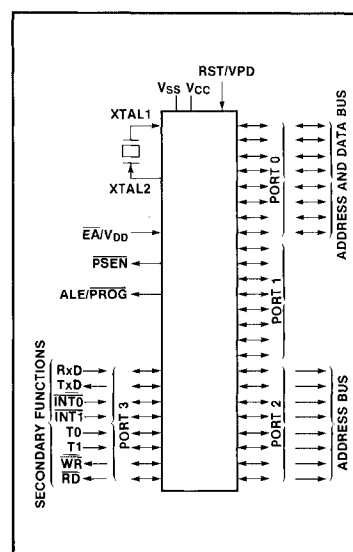 RST/VPD
VSS VCC
XTAL1
XTAL2
EA/VDD
PSEN
ALE/PROG
PORT 0
ADDRESS AND DATA BUS
PORT 1
PORT 2
ADDRESS BUS
SECONDARY FUNCTIONS
RxD
TxD
INT0
INT1
T0
T1
WR
RD
PORT 3